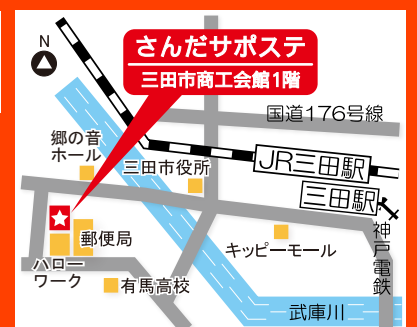 さんだサポステ
三田市商工会館1階
N
国道176号線
郷の音
ホール
三田市役所
JR三田駅
三田駅
神戸電鉄
郵便局
キッピーモール
ハロー
ワーク
有馬高校
武庫川